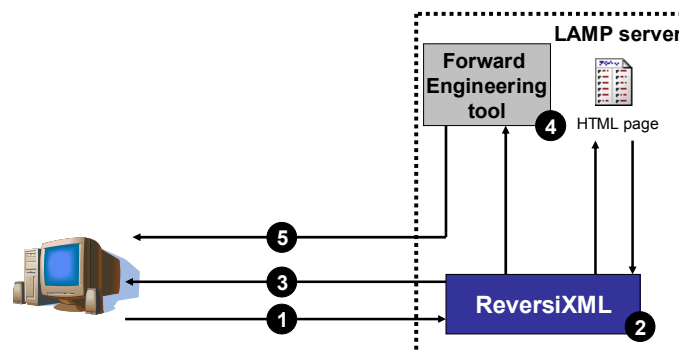 LAMP server
Forward
Engineering
tool
4
HTML page
5
3
ReversiXML
1
2